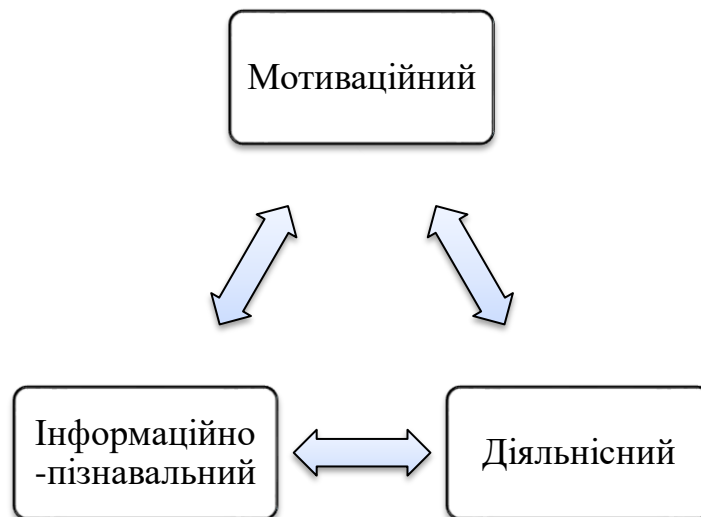 Мотиваційний
Інформаційно
-пізнавальний
Діяльнісний